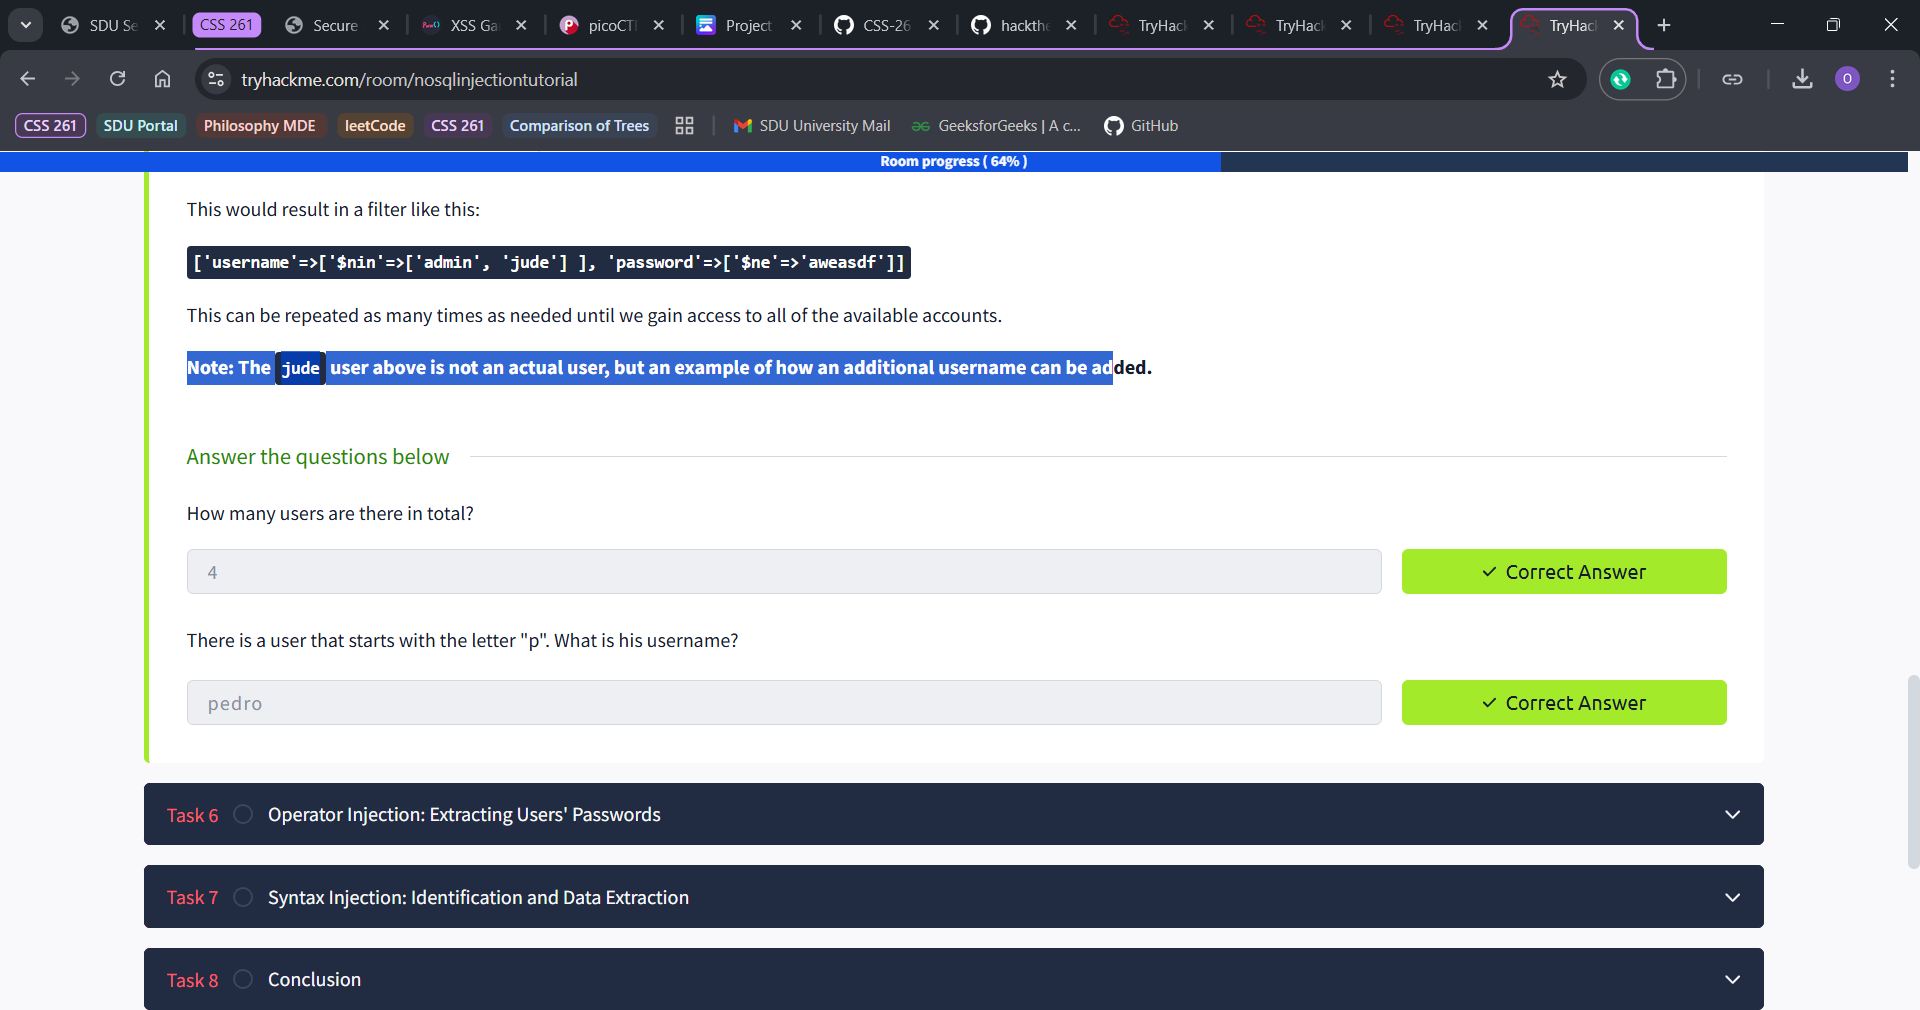 SDU Se
CSS 261
Secure
XSS Ga
picoCTI
Project
CSS-26
hackthe
TryHac
TryHac
TryHac
TryHac
tryhackme.com/room/nosqlinjectiontutorial
O
CSS 261
SDU Portal
Philosophy MDE
leetCode
CSS 261
Comparison of Trees
SDU University Mail
GeeksforGeeks | A c...
GitHub
Room progress ( 64% )
This would result in a filter like this:
['username'=>['$nin'=>['admin', 'jude'] ], 'password'=>['$ne'=>'aweasdf']]
This can be repeated as many times as needed until we gain access to all of the available accounts.
Note: The jude user above is not an actual user, but an example of how an additional username can be added.
Answer the questions below
How many users are there in total?
4
Correct Answer
There is a user that starts with the letter "p". What is his username?
pedro
Correct Answer
Task 6 Operator Injection: Extracting Users' Passwords
Task 7 Syntax Injection: Identification and Data Extraction
Task 8 Conclusion